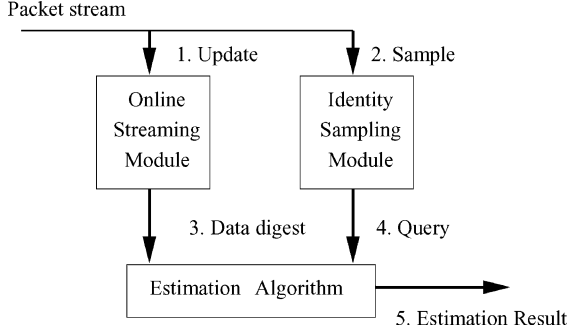 Packet stream
1. Update
2. Sample
Online
Streaming
Module
Identity
Sampling
Module
3. Data digest
4. Query
Estimation Algorithm
5. Estimation Result